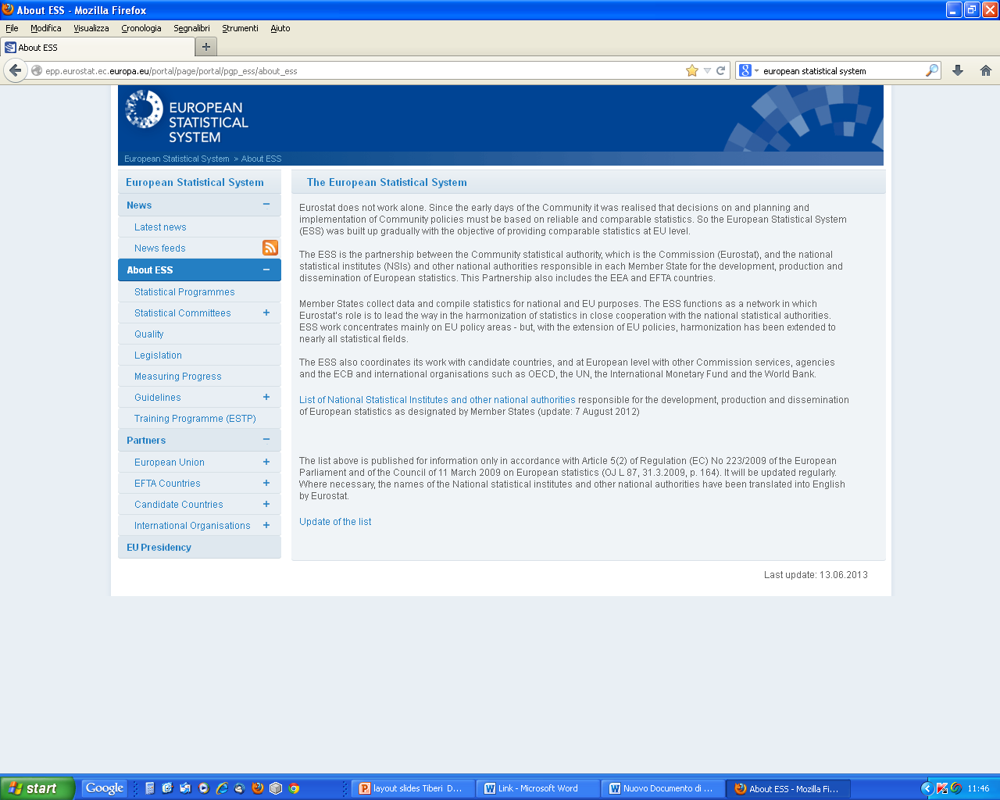 About ESS - Mozilla Firefox
File Modifica Visualizza Cronologia Segnalibri Strumenti Aiuto
About ESS
epp.eurostat.ec.europa.eu/portal/page/portal/pgp_ess/about_ess
european statistical system
EUROPEAN
STATISTICAL
SYSTEM
European Statistical System > About ESS
European Statistical System
News
Latest news
News feeds
About ESS
Statistical Programmes
Statistical Committees
Quality
Legislation
Measuring Progress
Guidelines
Training Programme (ESTP)
Partners
European Union
EFTA Countries
Candidate Countries
International Organisations
EU Presidency
The European Statistical System
Eurostat does not work alone. Since the early days of the Community it was realised that decisions on and planning and
implementation of Community policies must be based on reliable and comparable statistics. So the European Statistical System
(ESS) was built up gradually with the objective of providing comparable statistics at EU level.
The ESS is the partnership between the Community statistical authority, which is the Commission (Eurostat), and the national
statistical institutes (NSIs) and other national authorities responsible in each Member State for the development, production and
dissemination of European statistics. This Partnership also includes the EEA and EFTA countries.
Member States collect data and compile statistics for national and EU purposes. The ESS functions as a network in which
Eurostat's role is to lead the way in the harmonization of statistics in close cooperation with the national statistical authorities.
ESS work concentrates mainly on EU policy areas - but, with the extension of EU policies, harmonization has been extended to
nearly all statistical fields.
The ESS also coordinates its work with candidate countries, and at European level with other Commission services, agencies
and the ECB and international organisations such as OECD, the UN, the International Monetary Fund and the World Bank.
List of National Statistical Institutes and other national authorities responsible for the development, production and dissemination
of European statistics as designated by Member States (update: 7 August 2012)
The list above is published for information only in accordance with Article 5(2) of Regulation (EC) No 223/2009 of the European
Parliament and of the Council of 11 March 2009 on European statistics (OJ L 87, 31.3.2009, p. 164). It will be updated regularly.
Where necessary, the names of the National statistical institutes and other national authorities have been translated into English
by Eurostat.
Update of the list
Last update: 13.06.2013
start Google layout slides Tiberi D... Link - Microsoft Word Nuovo Documento di ... About ESS - Mozilla Fi... 11:46